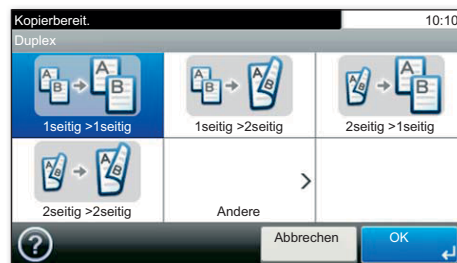 Kopierbereit. 10:10
Duplex
1seitig >1seitig 1seitig >2seitig 2seitig >1seitig
2seitig >2seitig Andere
Abbrechen OK